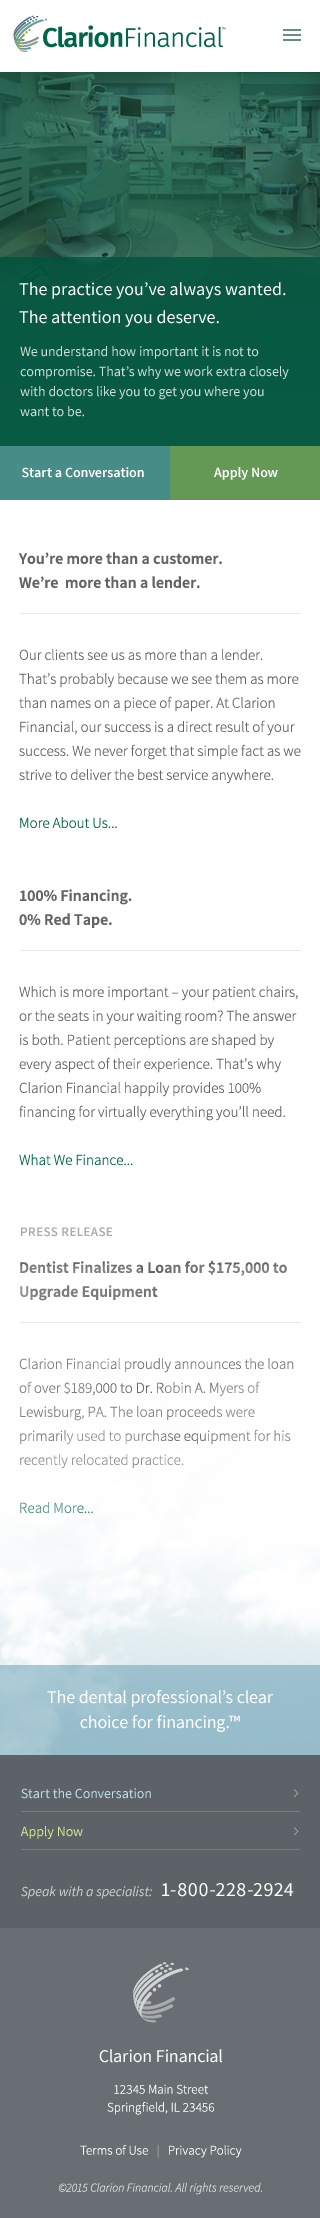 ClarionFinancial™
The practice you’ve always wanted.
The attention you deserve.
We understand how important it is not to
compromise. That’s why we work extra closely
with doctors like you to get you where you
want to be.
Start a Conversation
Apply Now
You’re more than a customer.
We’re  more than a lender.
Our clients see us as more than a lender.
That’s probably because we see them as more
than names on a piece of paper. At Clarion
Financial, our success is a direct result of your
success. We never forget that simple fact as we
strive to deliver the best service anywhere.
More About Us...
100% Financing.
0% Red Tape.
Which is more important – your patient chairs,
or the seats in your waiting room? The answer
is both. Patient perceptions are shaped by
every aspect of their experience. That’s why
Clarion Financial happily provides 100%
financing for virtually everything you’ll need.
What We Finance...
PRESS RELEASE
Dentist Finalizes a Loan for $175,000 to
Upgrade Equipment
Clarion Financial proudly announces the loan
of over $189,000 to Dr. Robin A. Myers of
Lewisburg, PA. The loan proceeds were
primarily used to purchase equipment for his
recently relocated practice.
Read More...
The dental professional’s clear
choice for financing.™
Start the Conversation
Apply Now
Speak with a specialist: 1-800-228-2924
Clarion Financial
12345 Main Street
Springfield, IL 23456
Terms of Use | Privacy Policy
©2015 Clarion Financial. All rights reserved.